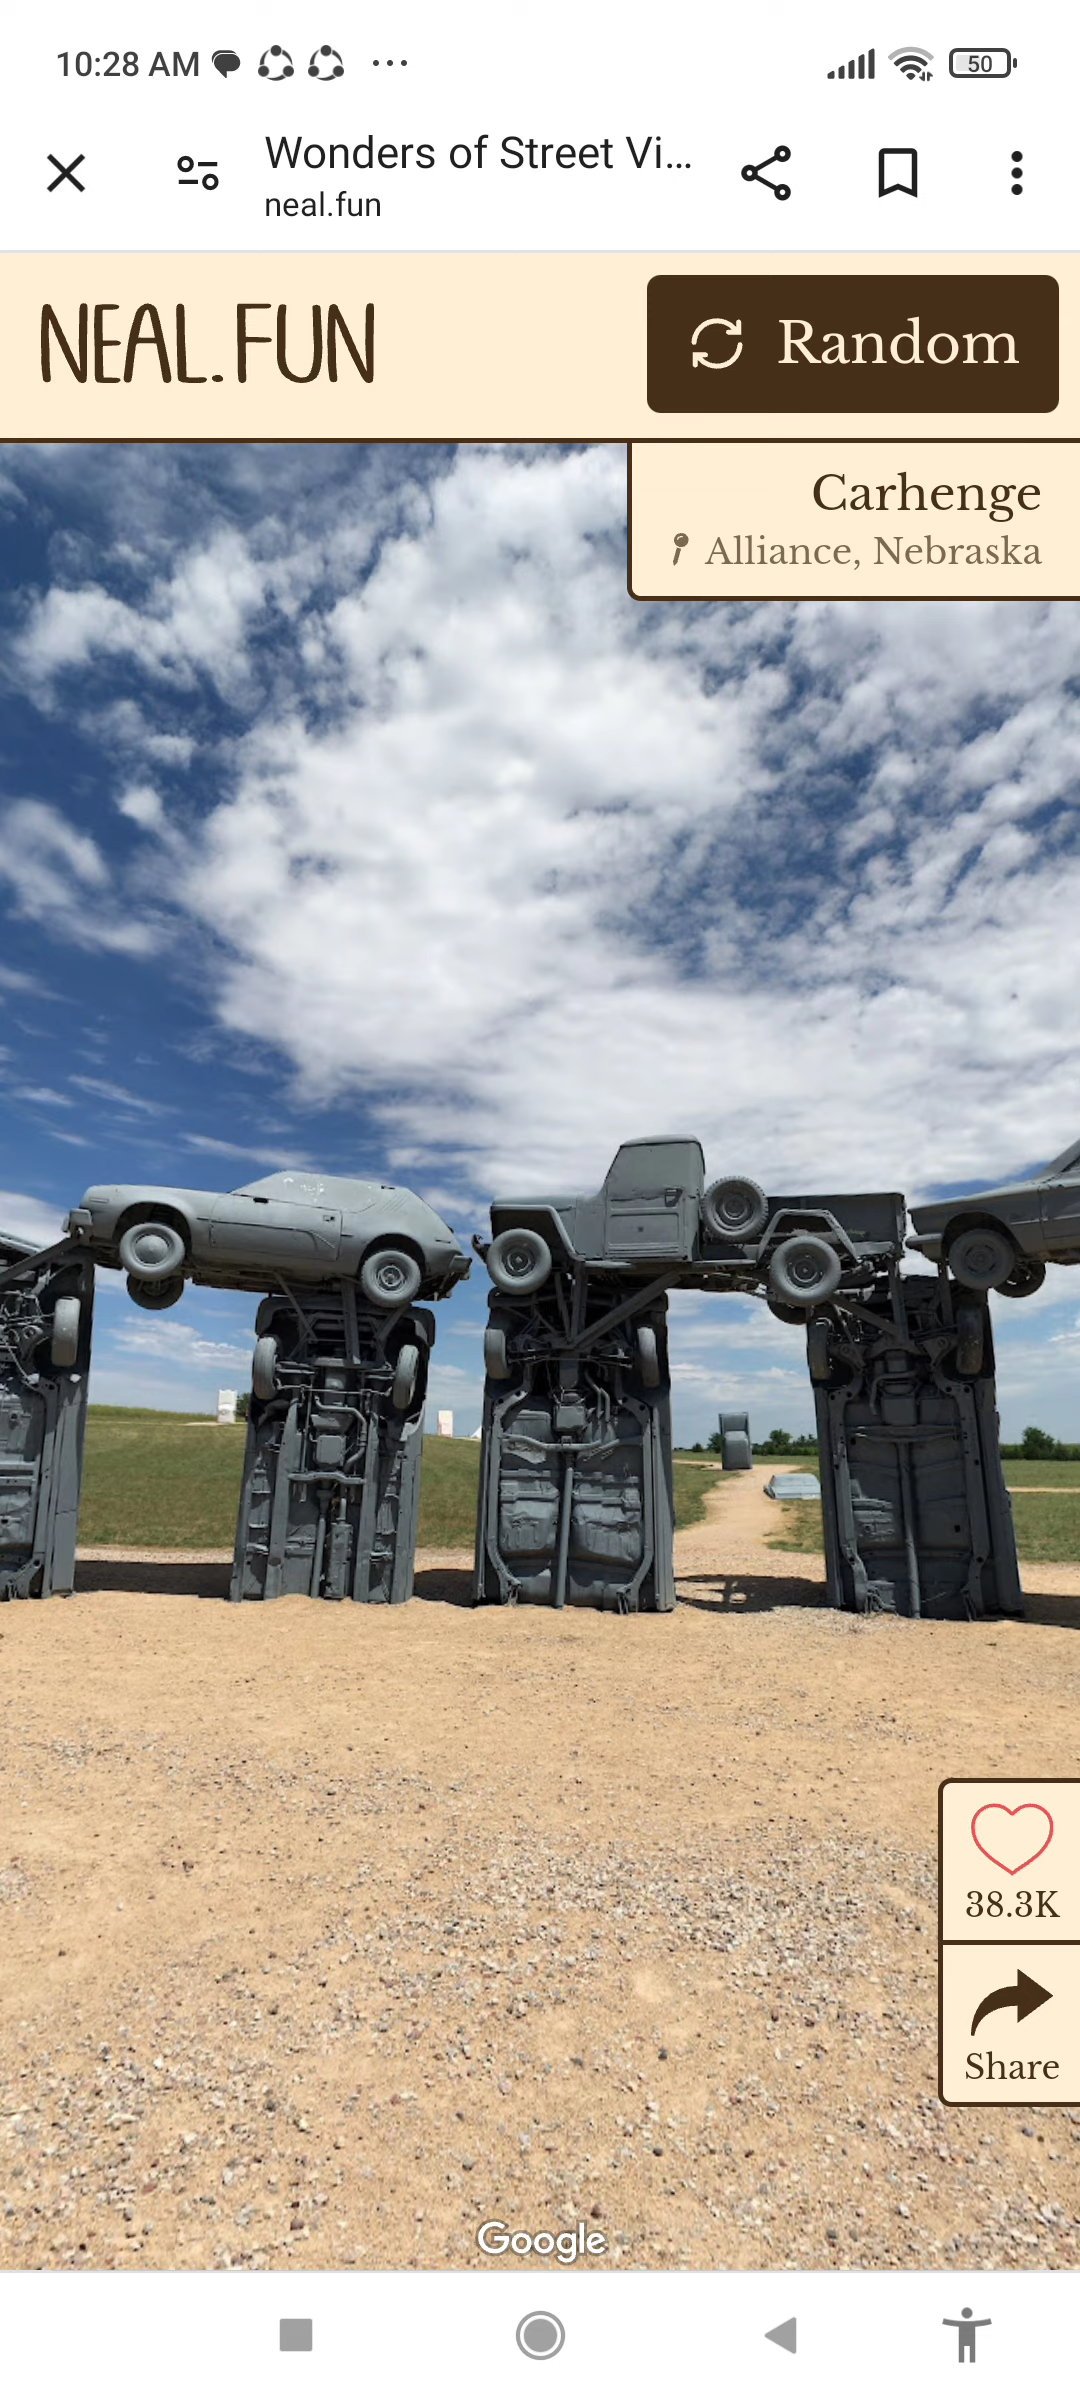 10:28 AM
50
Wonders of Street Vi...
neal.fun
NEAL.FUN
Random
Carhenge
Alliance, Nebraska
38.3K
Share
Google